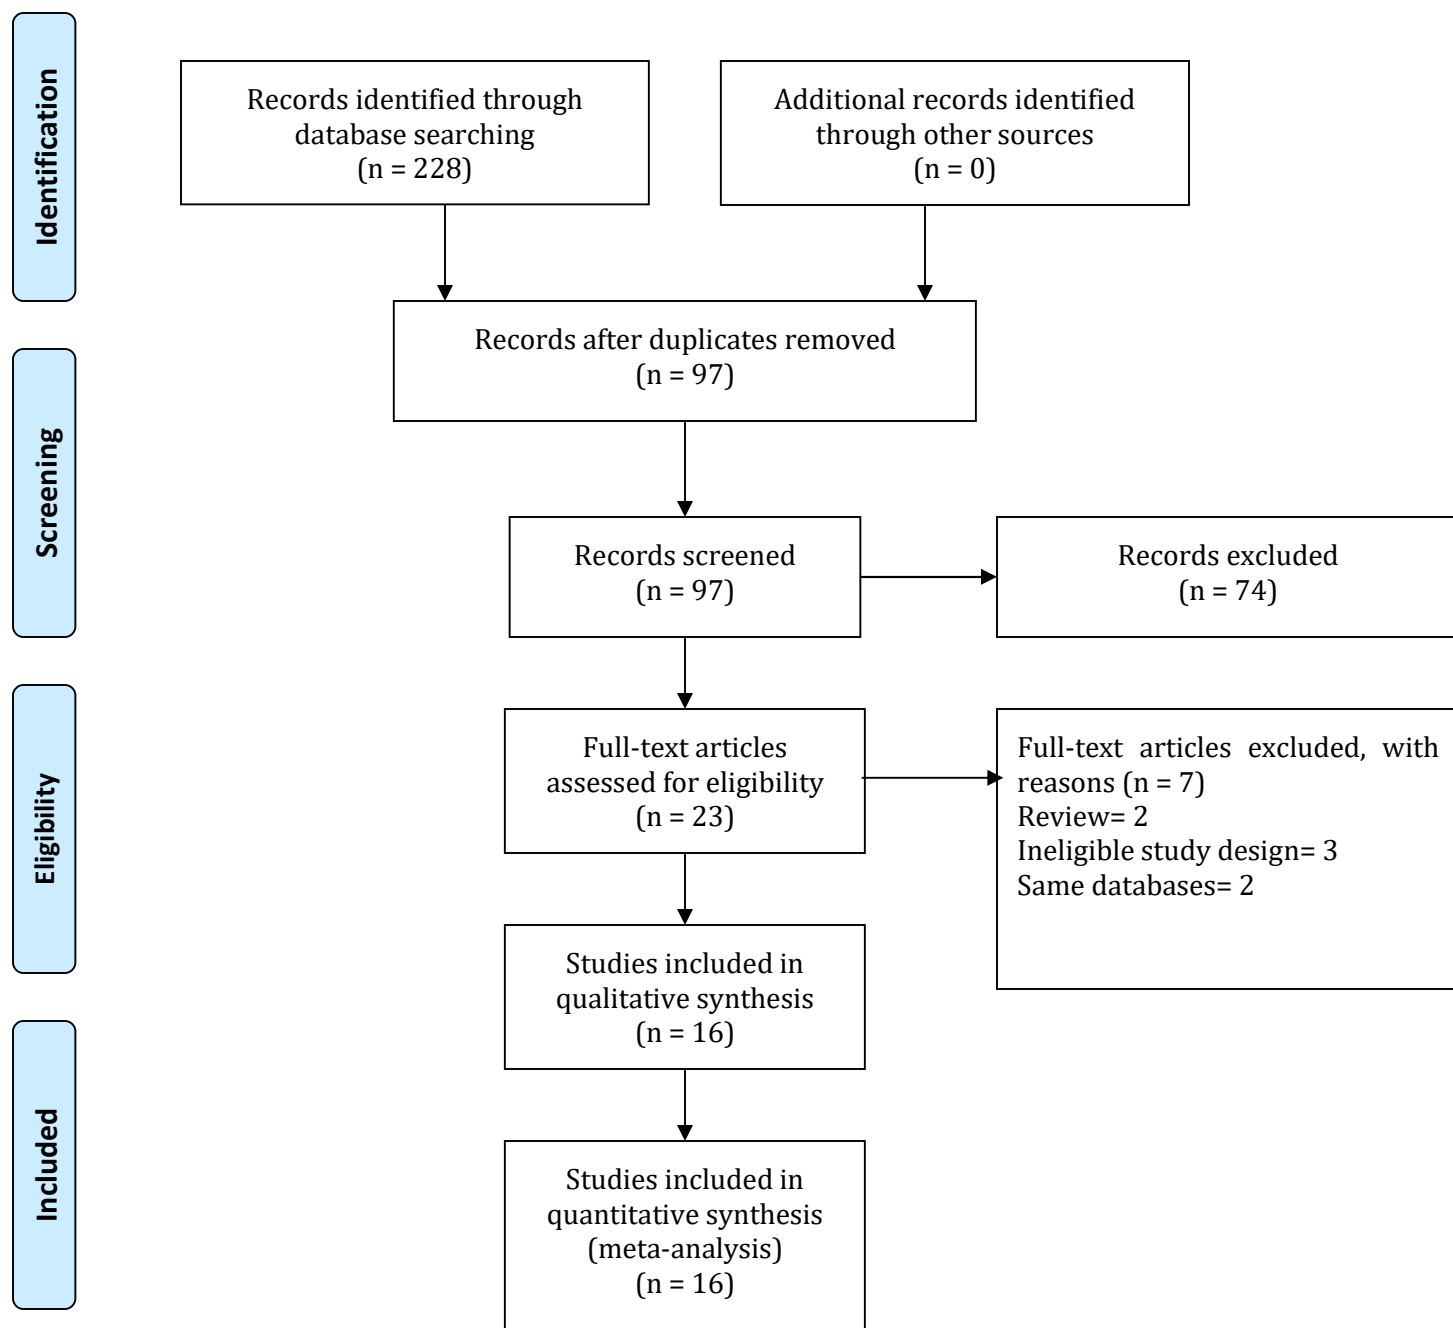 Identification
Records identified through
database searching
(n = 228)
Additional records identified
through other sources
(n = 0)
Records after duplicates removed
(n = 97)
Screening
Records screened
(n = 97)
Records excluded
(n = 74)
Eligibility
Full-text articles
assessed for eligibility
(n = 23)
Full-text articles excluded, with
reasons (n = 7)
Review= 2
Ineligible study design= 3
Same databases= 2
Studies included in
qualitative synthesis
(n = 16)
Included
Studies included in
quantitative synthesis
(meta-analysis)
(n = 16)